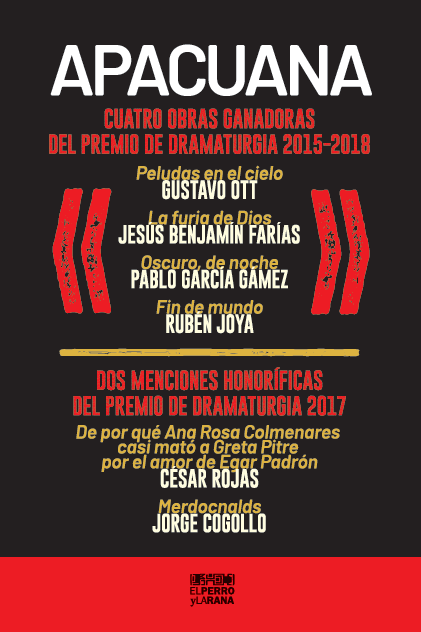 APACUANA
CUATRO OBRAS GANADORAS
DEL PREMIO DE DRAMATURGIA 2015-2018
Peludas en el cielo
GUSTAVO OTT
La furia de Dios
JESÚS BENJAMÍN FARÍAS
Oscuro, de noche
PABLO GARCÍA GÁMEZ
Fin de mundo
RUBÉN JOYA
DOS MENCIONES HONORÍFICAS
DEL PREMIO DE DRAMATURGIA 2017
De por qué Ana Rosa Colmenares
casi mató a Greta Pitre
por el amor de Egar Padrón
CÉSAR ROJAS
Merdocnalds
JORGE COGOLLO
ELPERRO
yLARANA